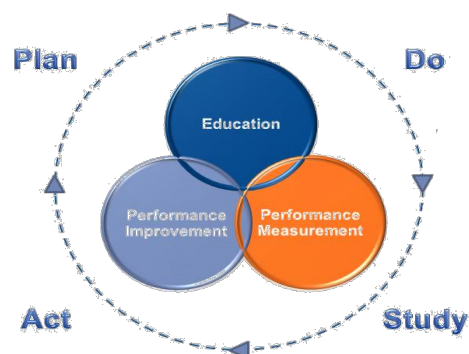 Plan
Do
Education
Performance
Improvement
Performance
Measurement
Act
Study